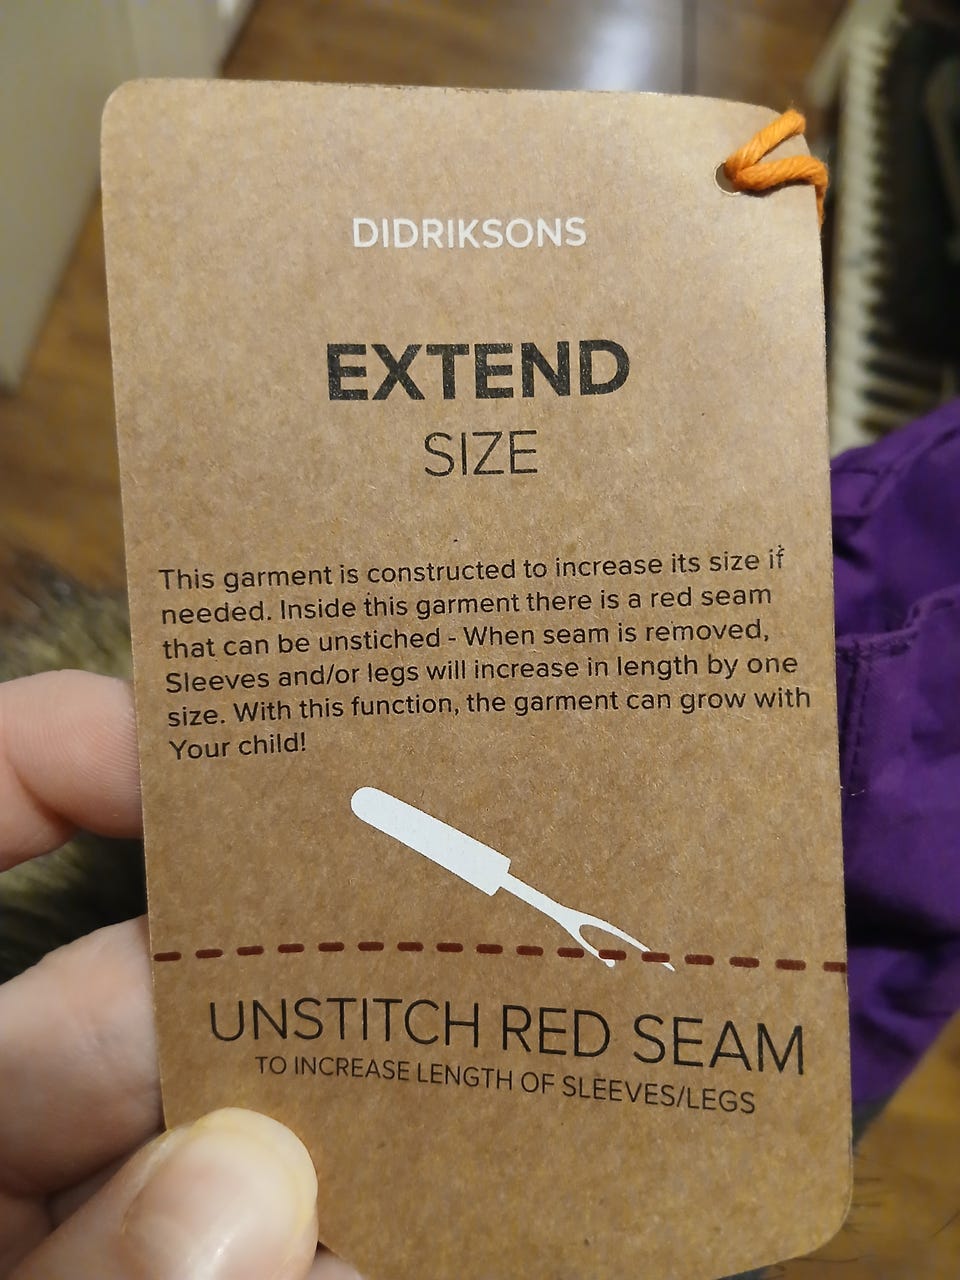 DIDRIKSONS
EXTEND
SIZE
This garment is constructed to increase its size if
needed. Inside this garment there is a red seam
that can be unstiched - When seam is removed,
Sleeves and/or legs will increase in length by one
size. With this function, the garment can grow with
Your child!
UNSTITCH RED SEAM
TO INCREASE LENGTH OF SLEEVES/LEGS